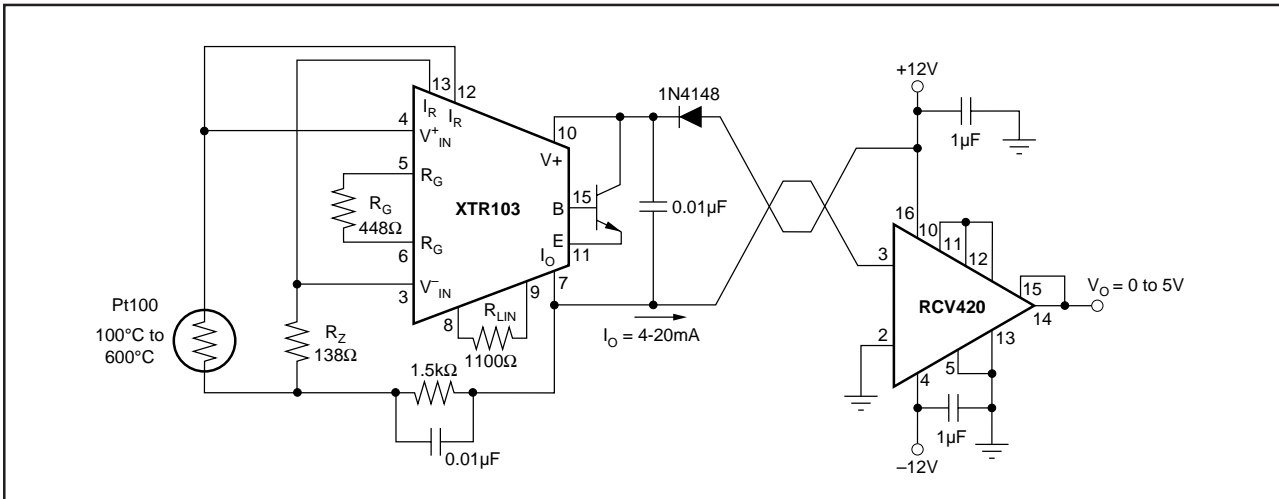 +12V
1N4148
1µF
13
12
I_R
I_R
4
V⁺_IN
10
V+
5
R_G
R_G
448Ω
XTR103
15
B
0.01µF
E
11
6
R_G
I_O
7
V⁻_IN
3
9
8
R_LIN
1100Ω
I_O = 4-20mA
Pt100
100°C to
600°C
R_Z
138Ω
1.5kΩ
0.01µF
16
10
11
12
3
RCV420
15
14
V_O = 0 to 5V
2
13
5
4
1µF
–12V